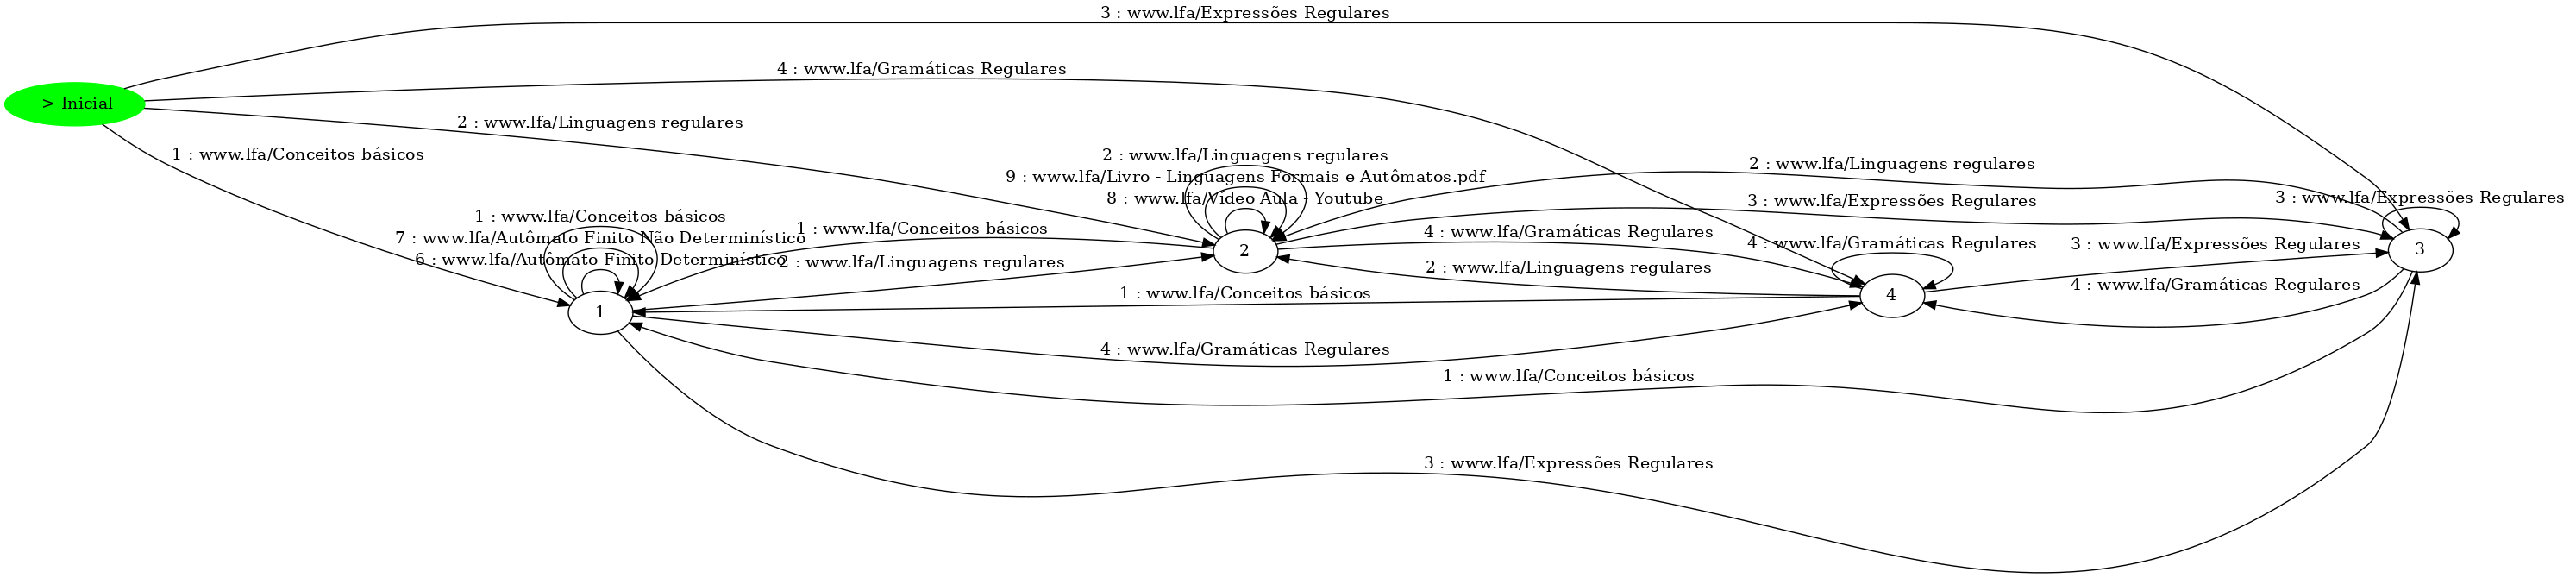 3 : www.lfa/Expressões Regulares
4 : www.lfa/Gramáticas Regulares
-> Inicial
2 : www.lfa/Linguagens regulares
1 : www.lfa/Conceitos básicos
2 : www.lfa/Linguagens regulares
9 : www.lfa/Livro - Linguagens Formais e Autômatos.pdf
8 : www.lfa/Vídeo Aula - Youtube
2 : www.lfa/Linguagens regulares
3 : www.lfa/Expressões Regulares
3 : www.lfa/Expressões Regulares
1 : www.lfa/Conceitos básicos
7 : www.lfa/Autômato Finito Não Determinístico
6 : www.lfa/Autômato Finito Determinístico
1 : www.lfa/Conceitos básicos
2 : www.lfa/Linguagens regulares
4 : www.lfa/Gramáticas Regulares
4 : www.lfa/Gramáticas Regulares
3 : www.lfa/Expressões Regulares
2
3
2 : www.lfa/Linguagens regulares
4 : www.lfa/Gramáticas Regulares
1 : www.lfa/Conceitos básicos
4
1
4 : www.lfa/Gramáticas Regulares
1 : www.lfa/Conceitos básicos
3 : www.lfa/Expressões Regulares